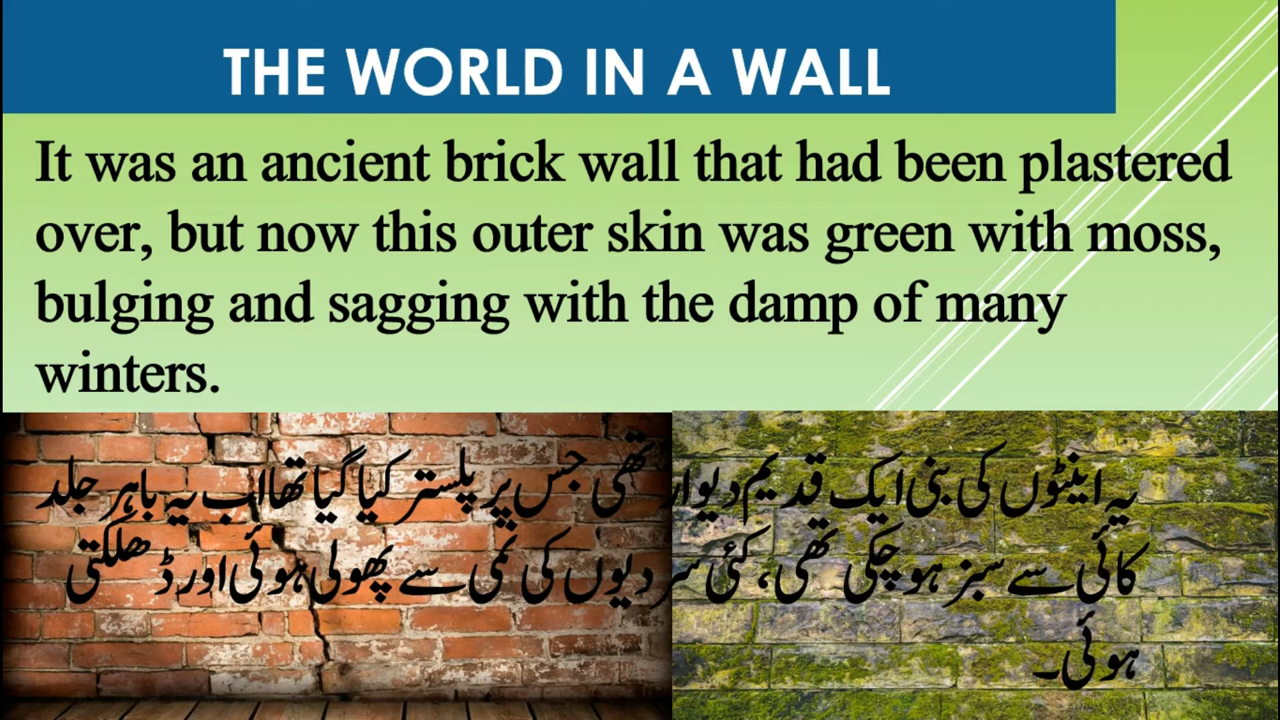 THE WORLD IN A WALL
It was an ancient brick wall that had been plastered
over, but now this outer skin was green with moss,
bulging and sagging with the damp of many
winters.
یہ اینٹوں کی بنی ایک قدیم دیوار تھی جس پر پلستر کیا گیا تھا اب یہ باہر جلد
کائی سے سبز ہو چکی تھی، کئی سردیوں کی نمی سے پھولی ہوئی اور ڈھلکتی
ہوئی۔